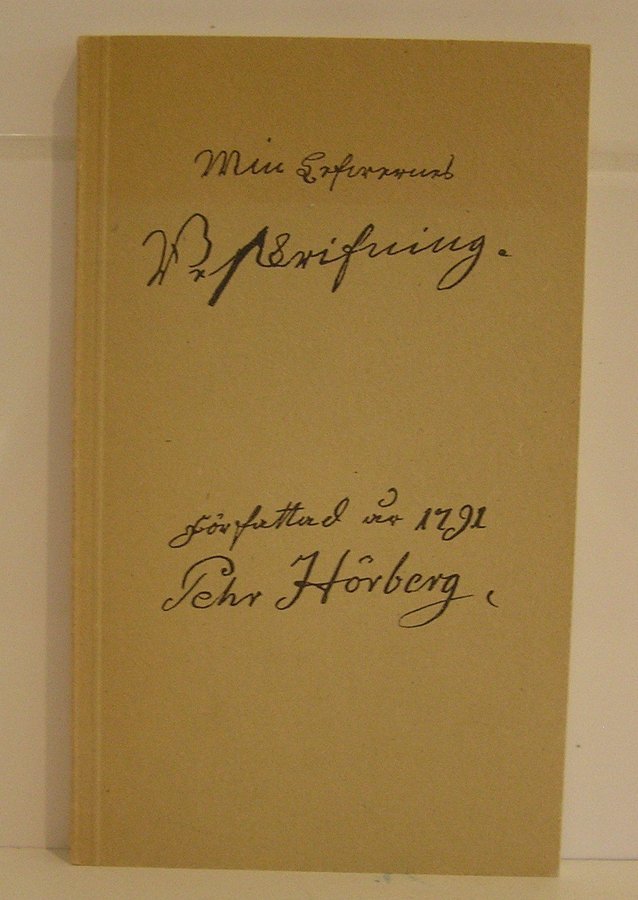 Min Lefwernes
Beskrifning.
Författad år 1791
Pehr Hörberg,